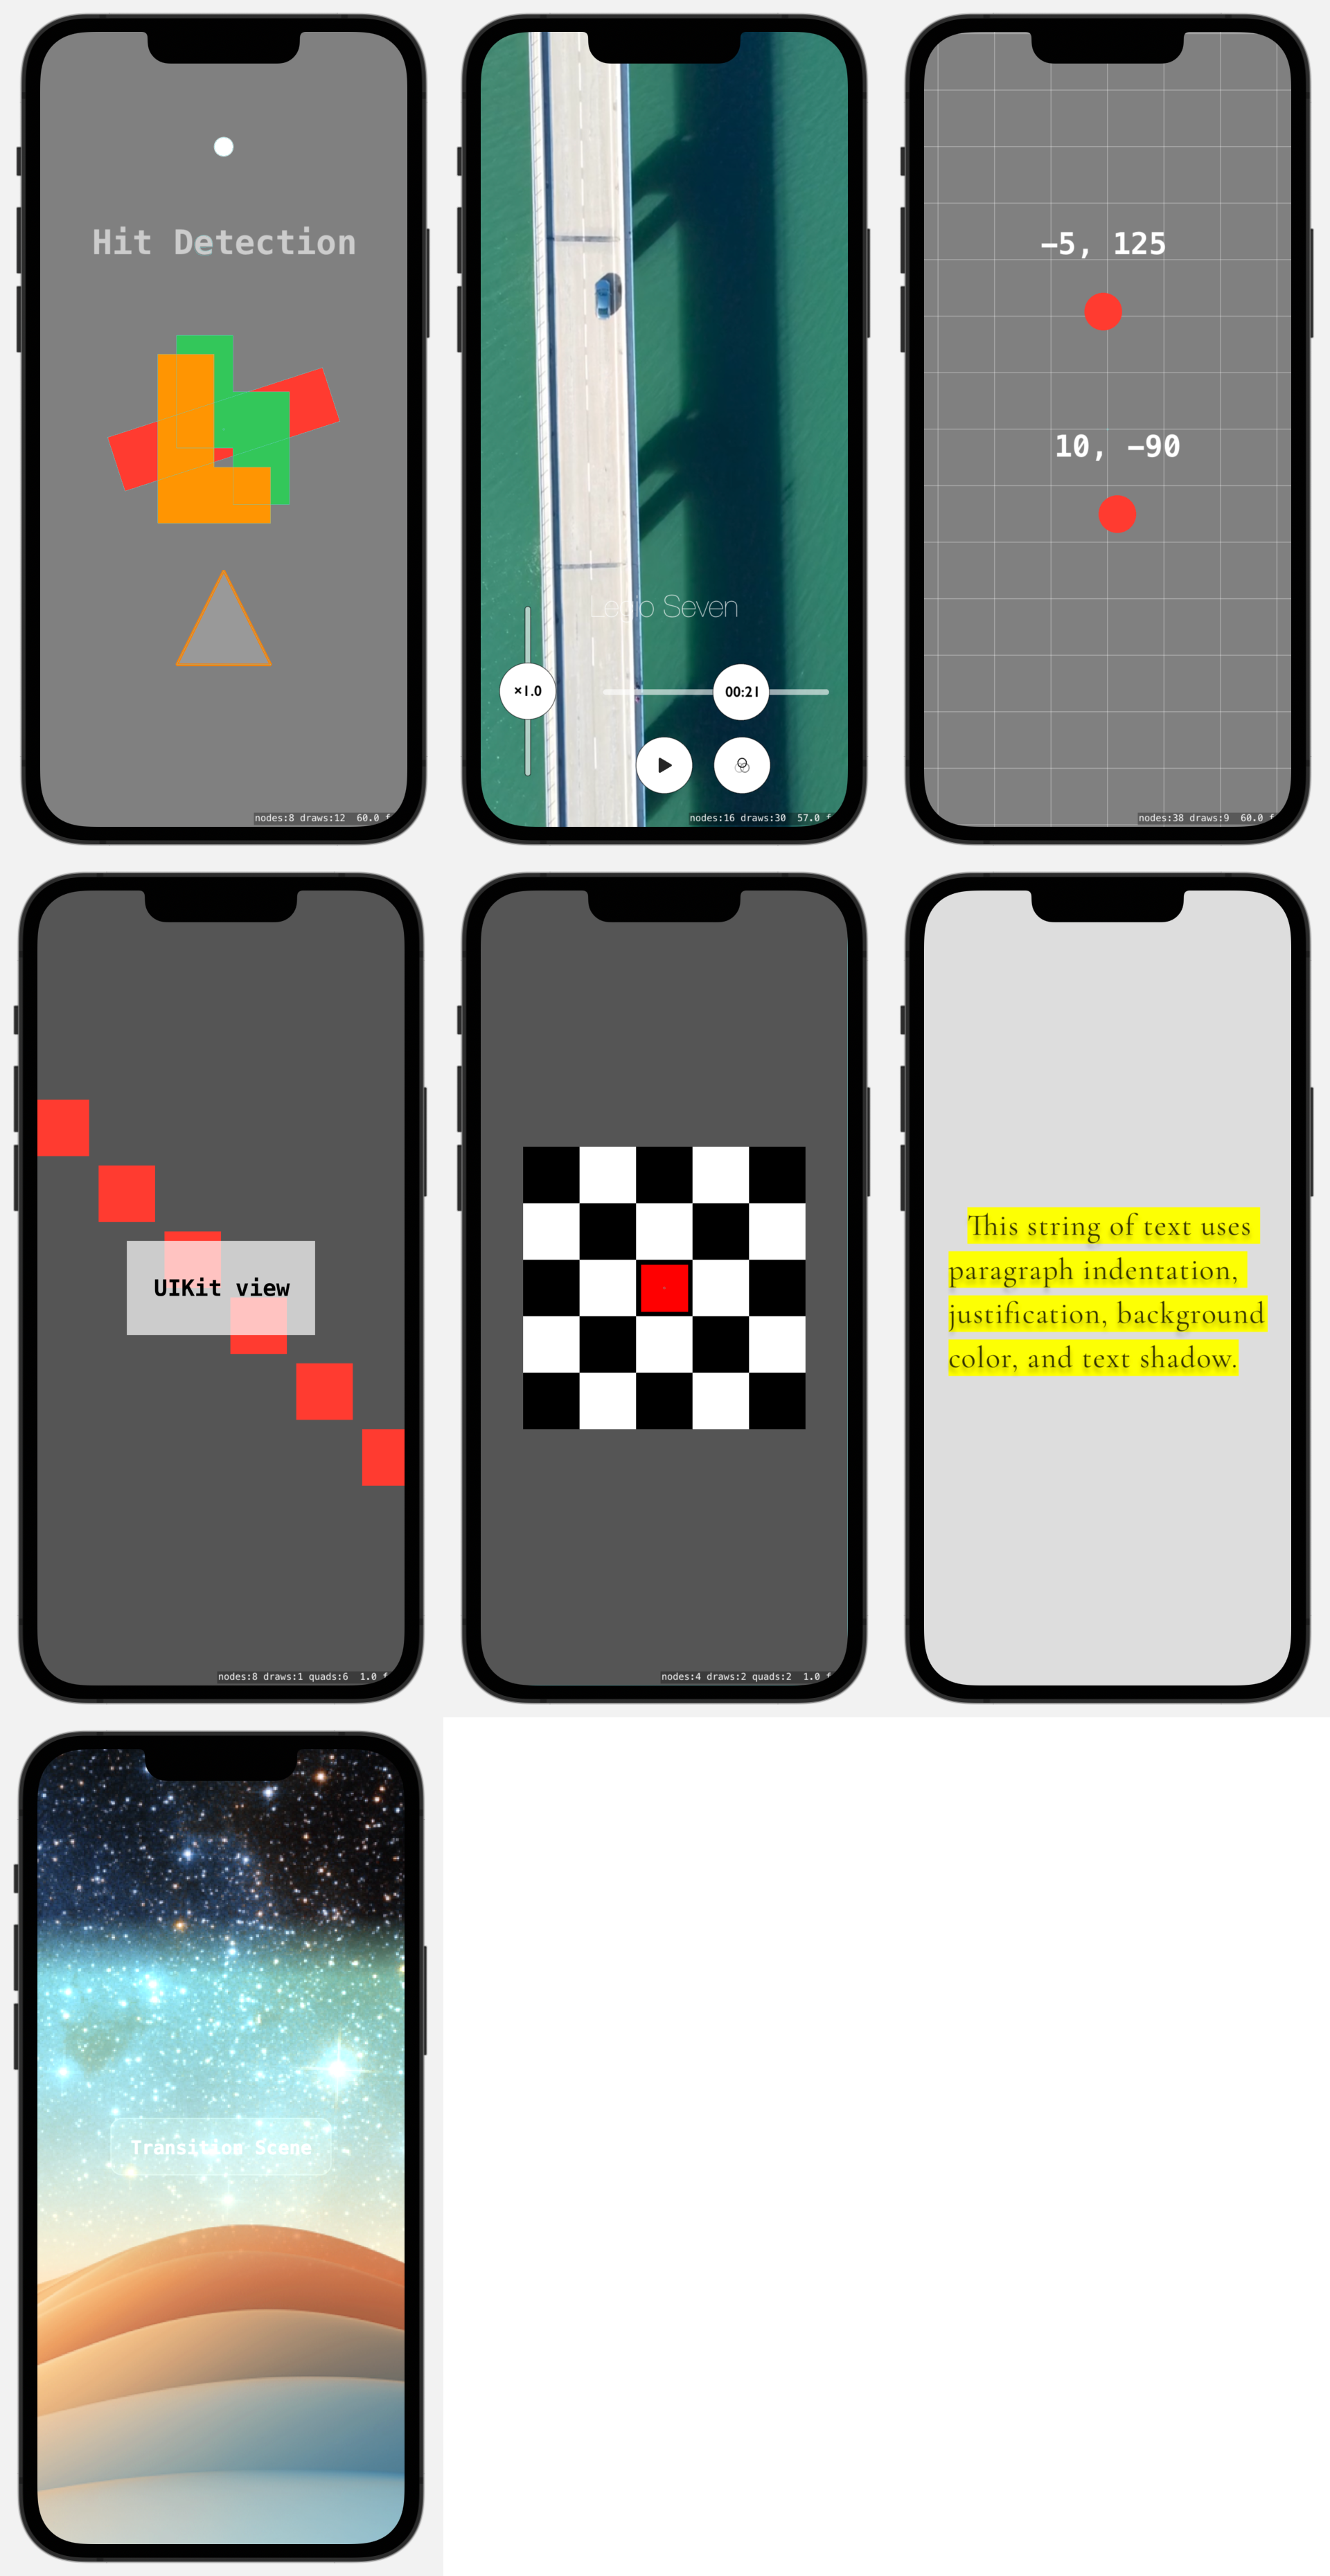 Hit Detection
nodes:8 draws:12 60.0 f
Legio Seven
×1.0
00:21
nodes:16 draws:30 57.0 f
−5, 125
10, −90
nodes:38 draws:9 60.0 f
UIKit view
nodes:8 draws:1 quads:6 1.0 f
nodes:4 draws:2 quads:2 1.0 f
This string of text uses
paragraph indentation,
justification, background
color, and text shadow.
Transition Scene